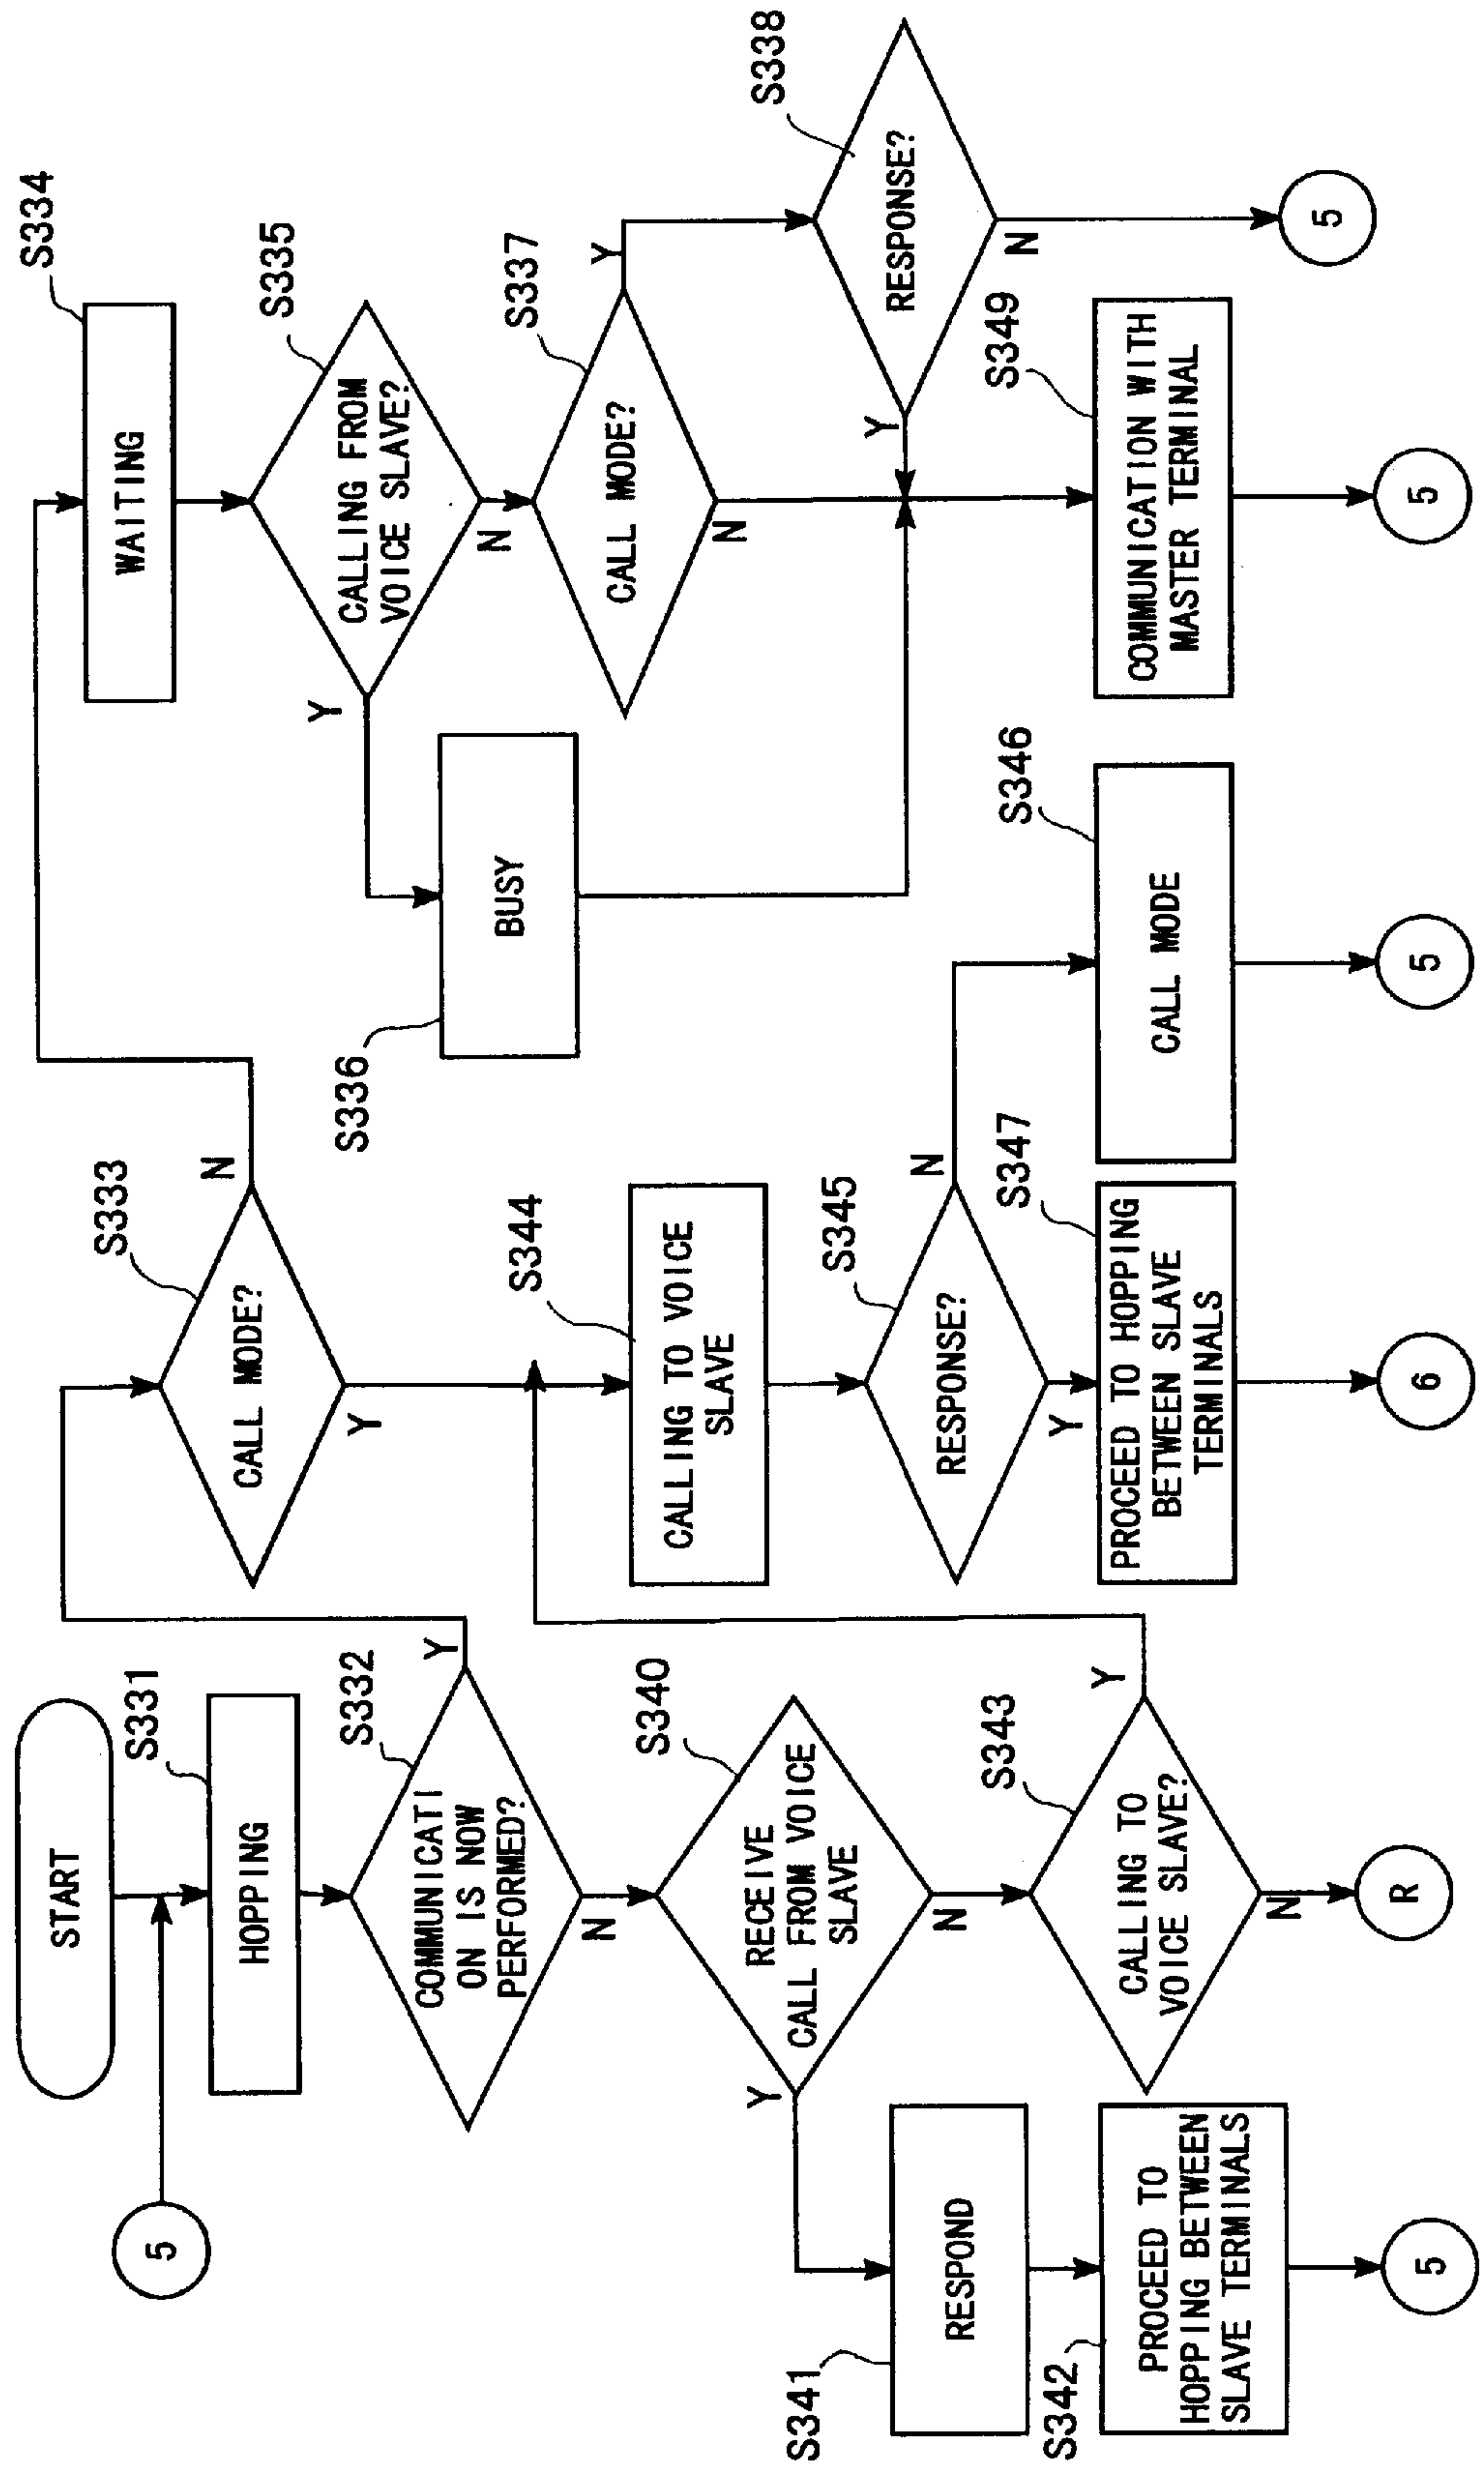 START
5
S331
HOPPING
S332
COMMUNICATI
ON IS NOW
PERFORMED?
Y
N
S340
RECEIVE
CALL FROM VOICE
SLAVE
Y
N
S341
RESPOND
S342
PROCEED TO
HOPPING BETWEEN
SLAVE TERMINALS
5
S343
CALLING TO
VOICE SLAVE?
Y
N
R
S333
CALL MODE?
N
Y
S344
CALLING TO VOICE
SLAVE
S345
RESPONSE?
N
Y
S347
PROCEED TO HOPPING
BETWEEN SLAVE
TERMINALS
6
S346
CALL MODE
5
S334
WAITING
S335
CALLING FROM
VOICE SLAVE?
Y
N
S336
BUSY
S337
CALL MODE?
Y
N
S338
RESPONSE?
Y
N
5
S349
COMMUNICATION WITH
MASTER TERMINAL
5